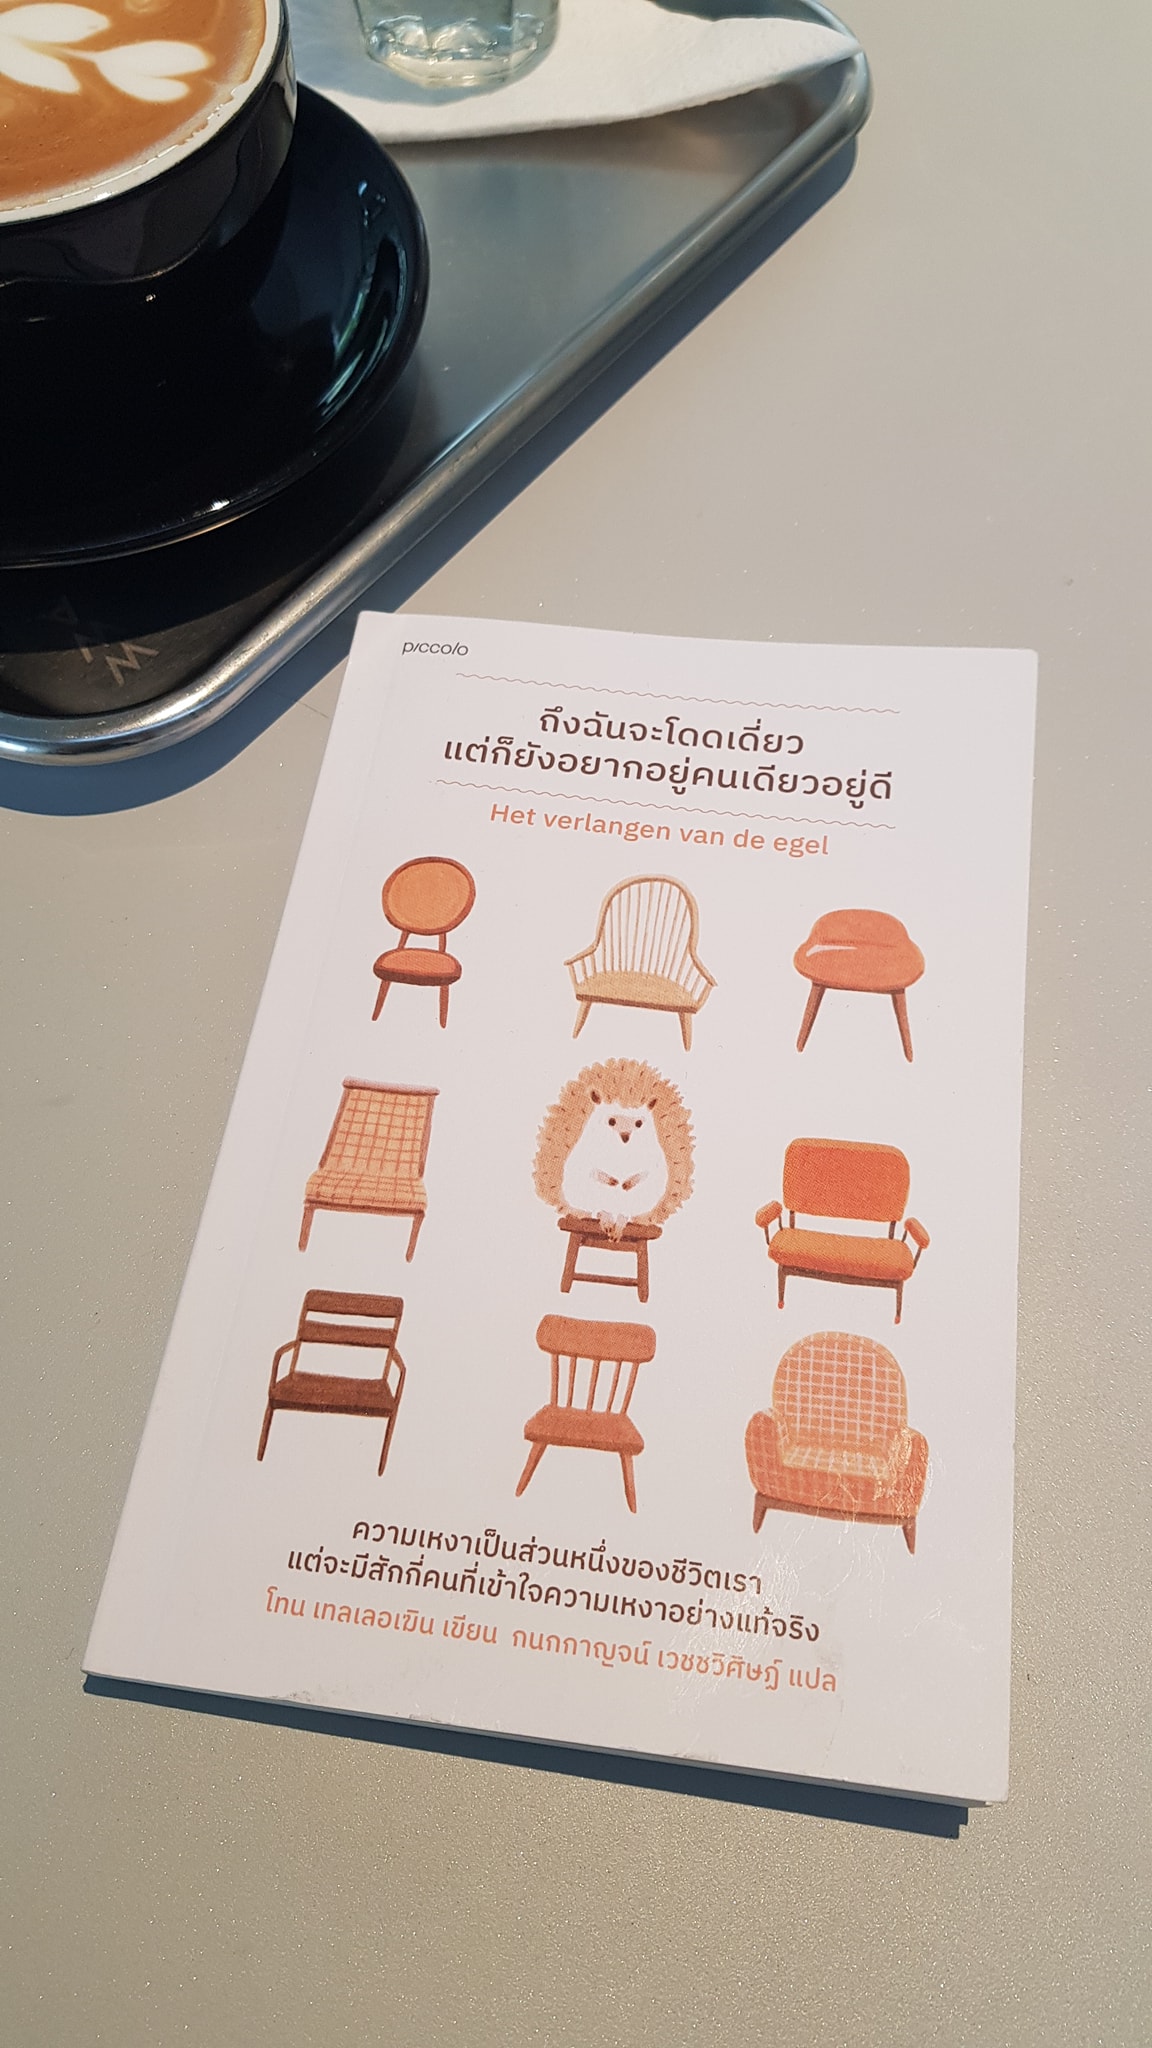 piccolo
ถึงฉันจะโดดเดี่ยว
แต่ก็ยังอยากอยู่คนเดียวอยู่ดี
Het verlangen van de egel
ความเหงาเป็นส่วนหนึ่งของชีวิตเรา
แต่จะมีสักกี่คนที่เข้าใจความเหงาอย่างแท้จริง
โทน เทลเลอเฆิน เขียน กนกกาญจน์ เวชชวิศิษฏ์ แปล